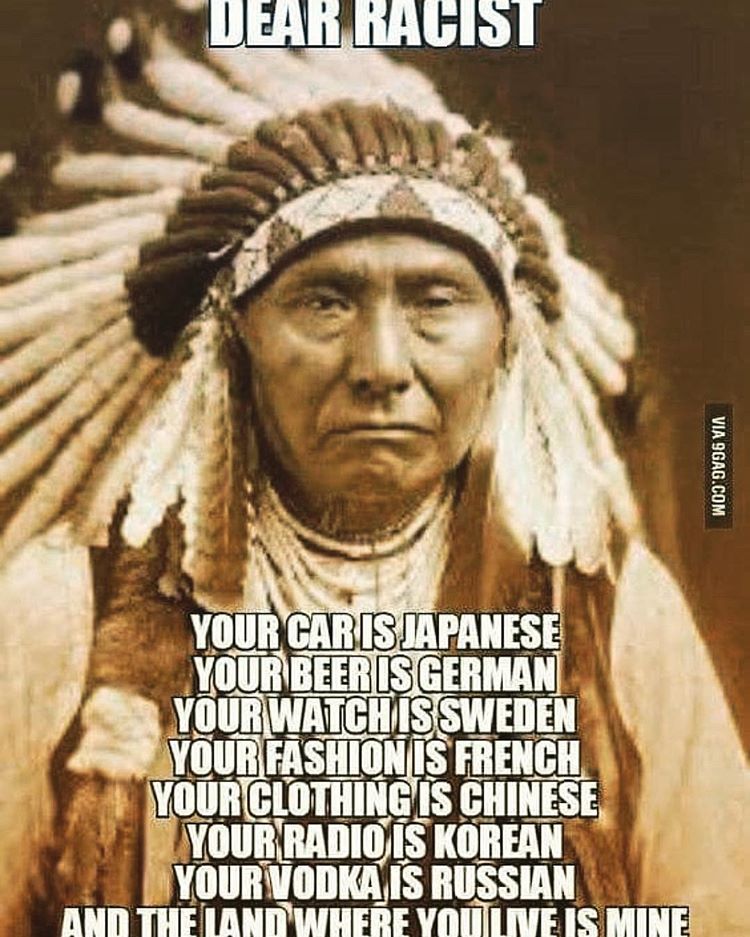 DEAR RACIST
VIA 9GAG.COM
YOUR CAR IS JAPANESE
YOUR BEER IS GERMAN
YOUR WATCH IS SWEDEN
YOUR FASHION IS FRENCH
YOUR CLOTHING IS CHINESE
YOUR RADIO IS KOREAN
YOUR VODKA IS RUSSIAN
AND THE LAND WHERE YOU LIVE IS MINE